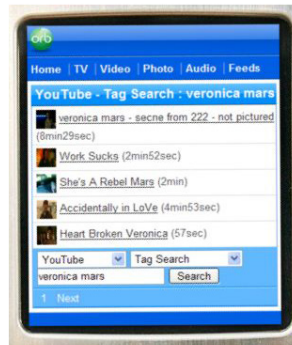 orb
Home | TV | Video | Photo | Audio | Feeds
YouTube - Tag Search : veronica mars
veronica mars - secne from 222 - not pictured
(8min29sec)
Work Sucks (2min52sec)
She's A Rebel Mars (2min)
Accidentally in LoVe (4min53sec)
Heart Broken Veronica (57sec)
YouTube Tag Search
veronica mars Search
1 Next